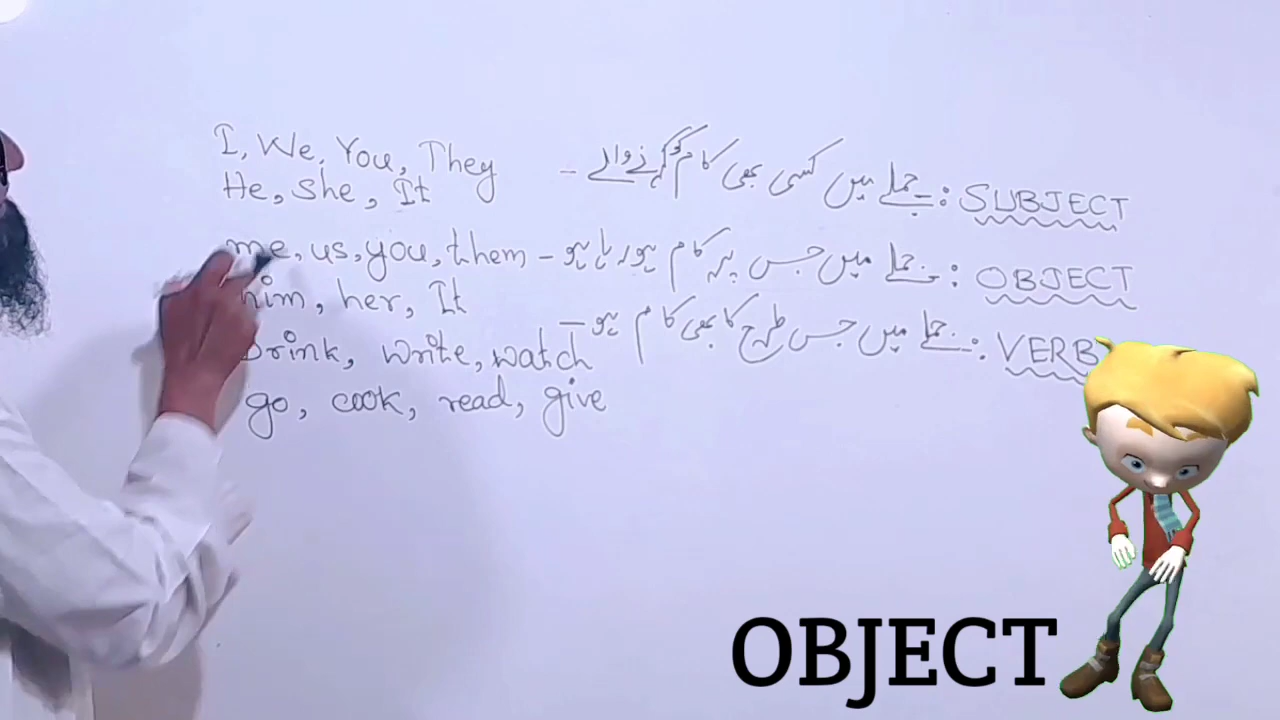 SUBJECT : جملے میں کسی بھی کام کو کرنے والے -
I, We, You, They
He, She, It
OBJECT : جملے میں جس پر کام ہو رہا ہو -
me, us, you, them
him, her, It
VERB : جملے میں جس طرح کا بھی کام ہو -
Drink, write, watch
go, cook, read, give
OBJECT